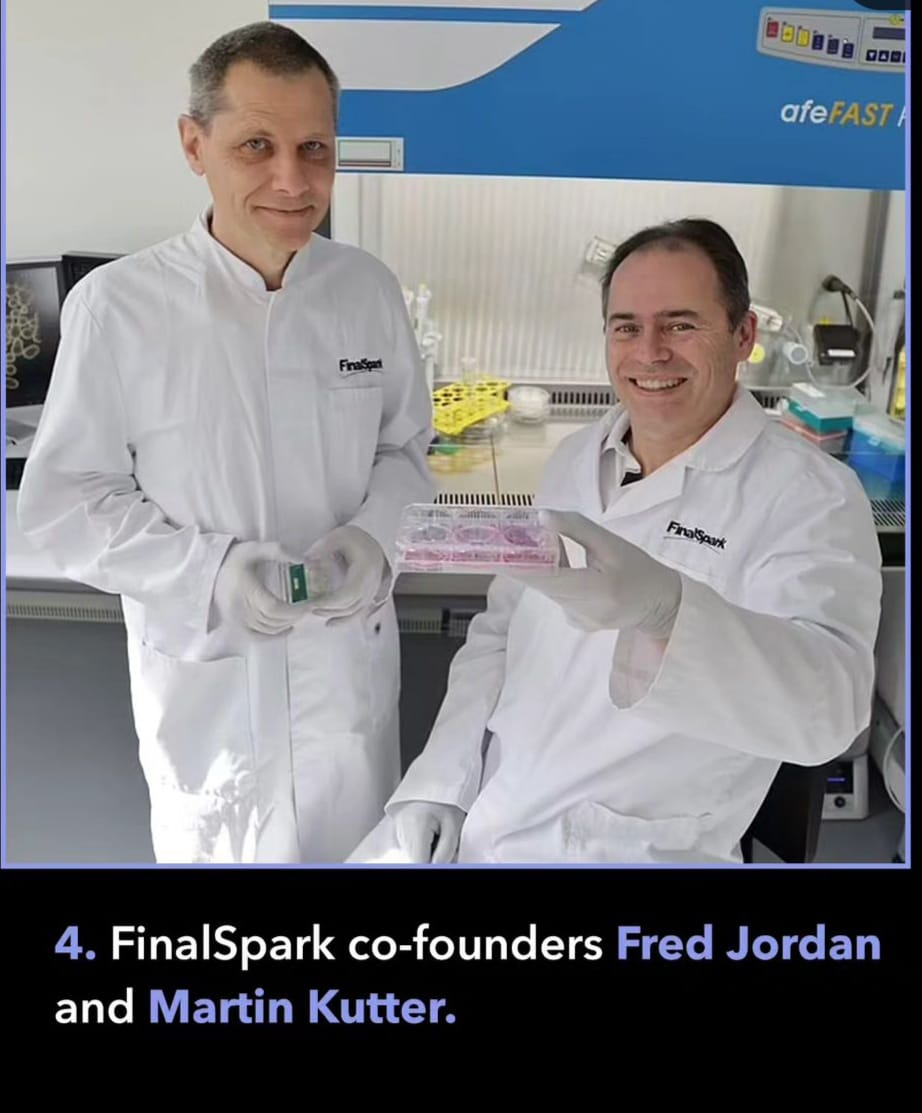 afeFAST
FinalSpark
FinalSpark
4. FinalSpark co-founders Fred Jordan
and Martin Kutter.